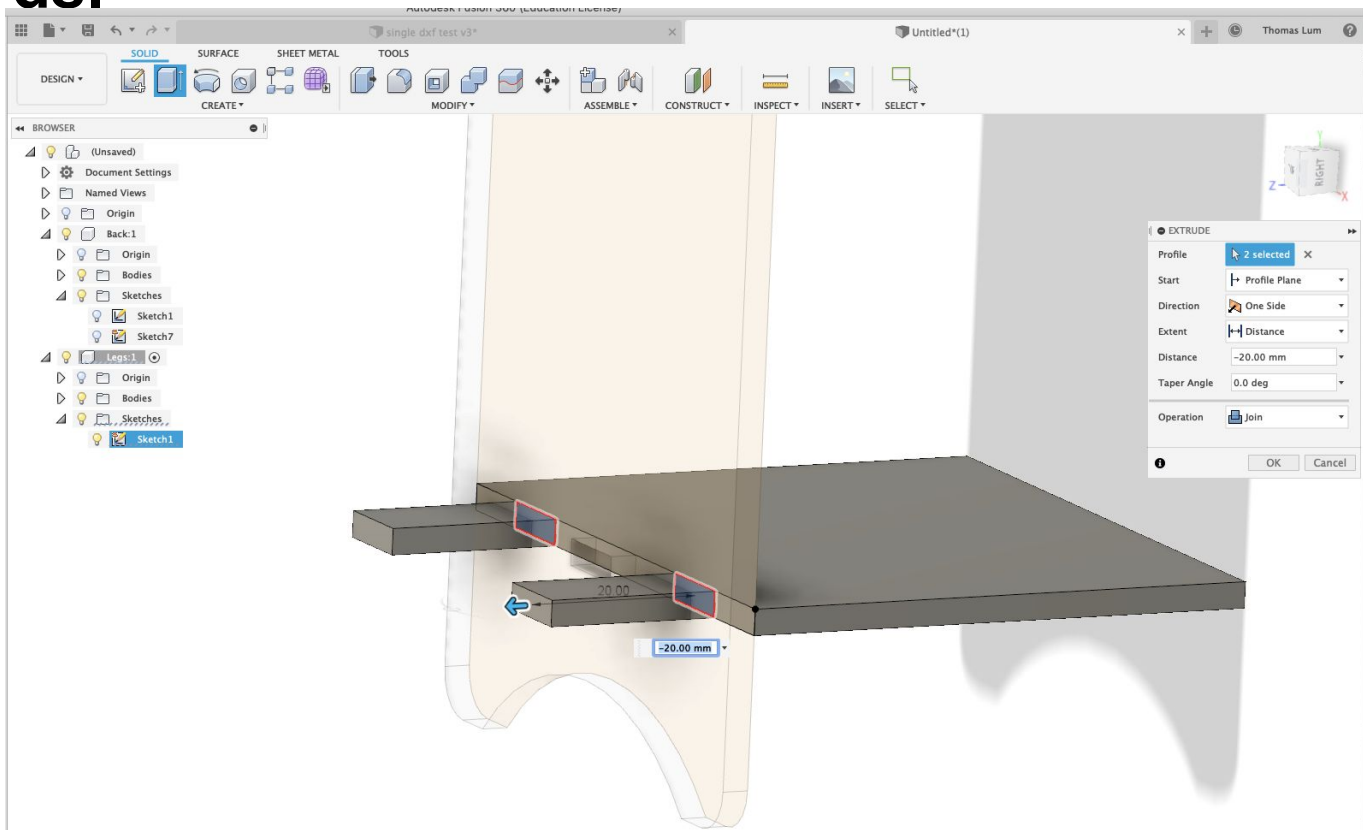 Autodesk Fusion 360 (Education License)
single dxf test v3*
Untitled*(1)
Thomas Lum
SOLID SURFACE SHEET METAL TOOLS
DESIGN
CREATE MODIFY ASSEMBLE CONSTRUCT INSPECT INSERT SELECT
BROWSER
(Unsaved)
Document Settings
Named Views
Origin
Back:1
Origin
Bodies
Sketches
Sketch1
Sketch7
Legs:1
Origin
Bodies
Sketches
Sketch1
Y
Z
RIGHT
X
EXTRUDE
Profile 2 selected
Start Profile Plane
Direction One Side
Extent Distance
Distance -20.00 mm
Taper Angle 0.0 deg
Operation Join
OK Cancel
20.00
-20.00 mm